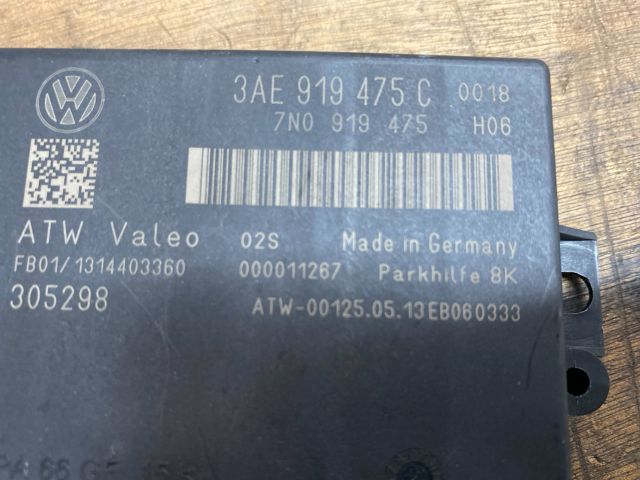 3AE 919 475 C 0018
7N0 919 475 H06
ATW Valeo 02S Made in Germany
FB01/1314403360 000011267 Parkhilfe 8K
305298 ATW-00125.05.13EB060333